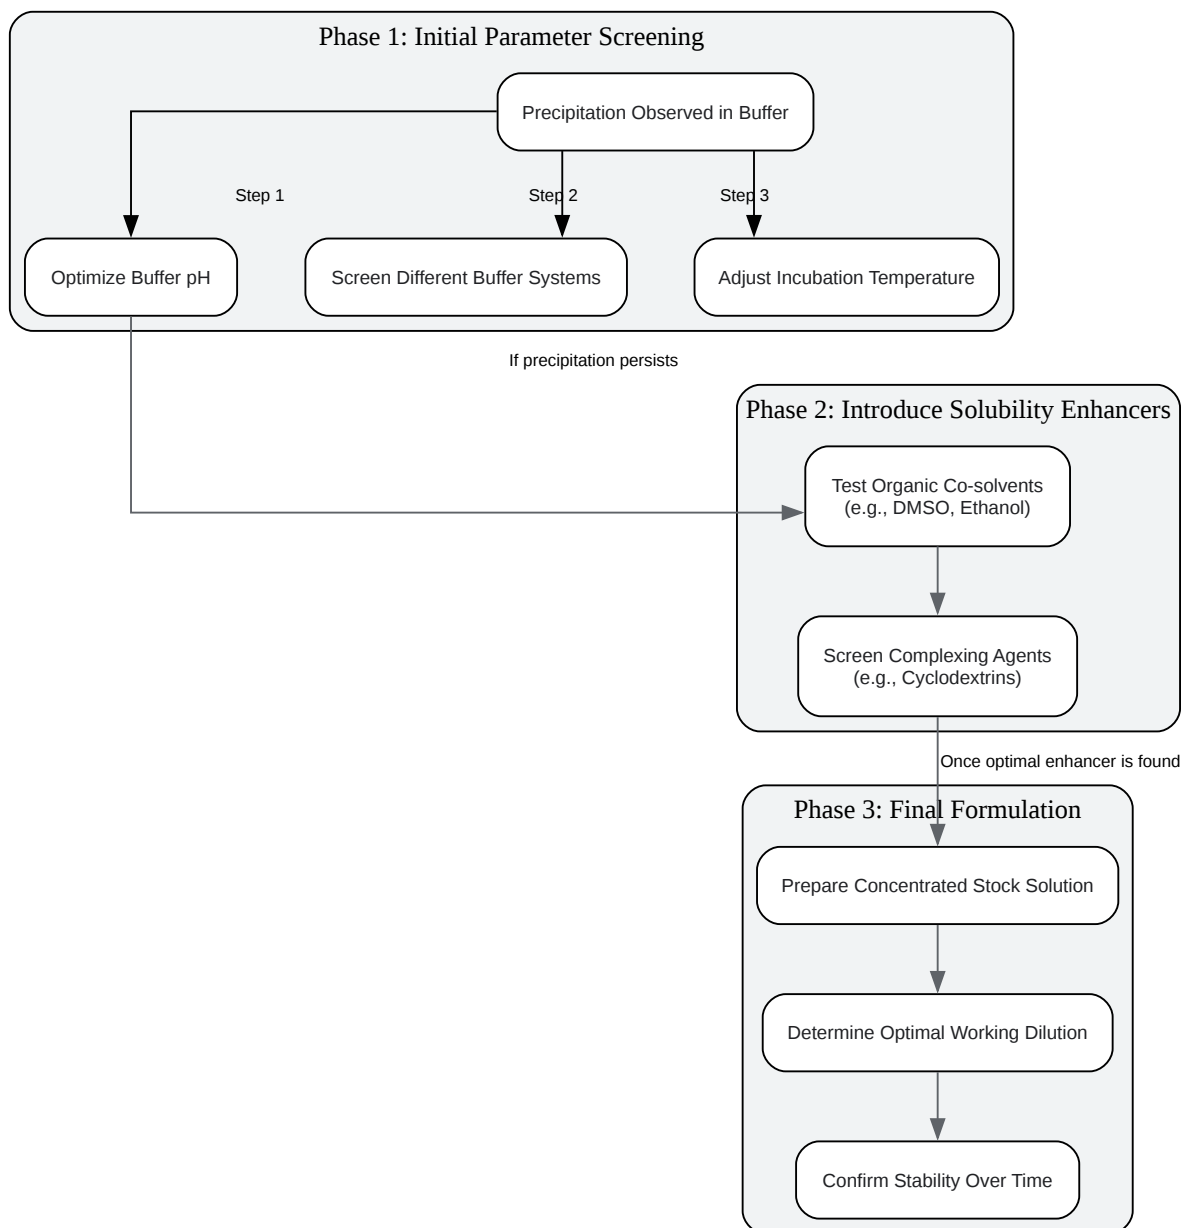 Phase 1: Initial Parameter Screening
Precipitation Observed in Buffer
Step 1
Step 2
Step 3
Optimize Buffer pH
Screen Different Buffer Systems
Adjust Incubation Temperature
If precipitation persists
Phase 2: Introduce Solubility Enhancers
Test Organic Co-solvents
(e.g., DMSO, Ethanol)
Screen Complexing Agents
(e.g., Cyclodextrins)
Once optimal enhancer is found
Phase 3: Final Formulation
Prepare Concentrated Stock Solution
Determine Optimal Working Dilution
Confirm Stability Over Time